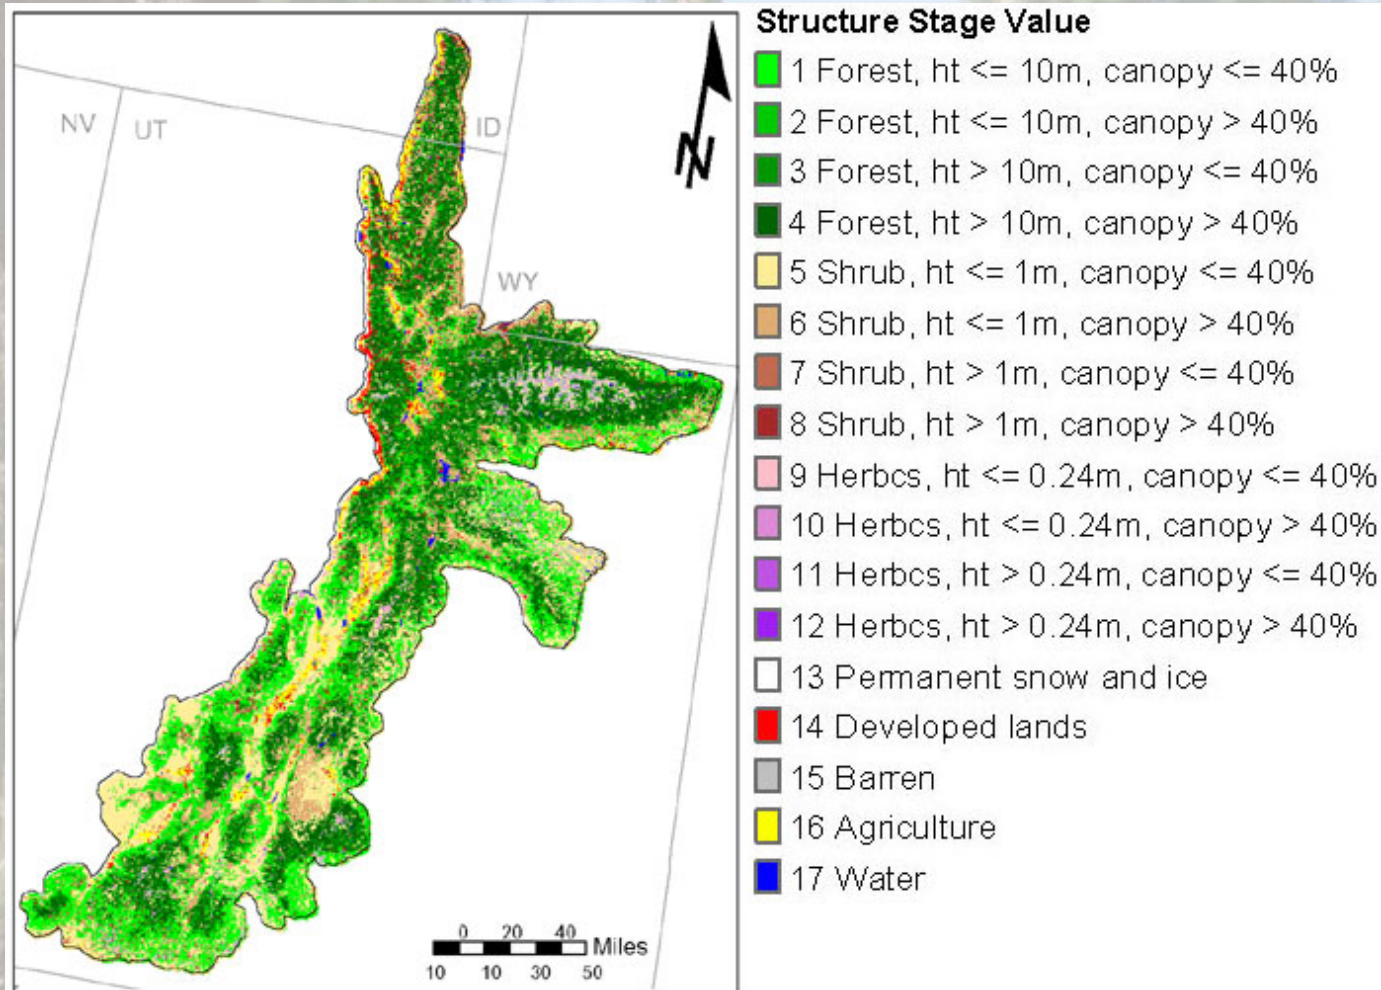 Structure Stage Value
1 Forest, ht <= 10m, canopy <= 40%
2 Forest, ht <= 10m, canopy > 40%
3 Forest, ht > 10m, canopy <= 40%
4 Forest, ht > 10m, canopy > 40%
5 Shrub, ht <= 1m, canopy <= 40%
6 Shrub, ht <= 1m, canopy > 40%
7 Shrub, ht > 1m, canopy <= 40%
8 Shrub, ht > 1m, canopy > 40%
9 Herbcs, ht <= 0.24m, canopy <= 40%
10 Herbcs, ht <= 0.24m, canopy > 40%
11 Herbcs, ht > 0.24m, canopy <= 40%
12 Herbcs, ht > 0.24m, canopy > 40%
13 Permanent snow and ice
14 Developed lands
15 Barren
16 Agriculture
17 Water
NV UT ID
N
WY
0 20 40
Miles
10 10 30 50